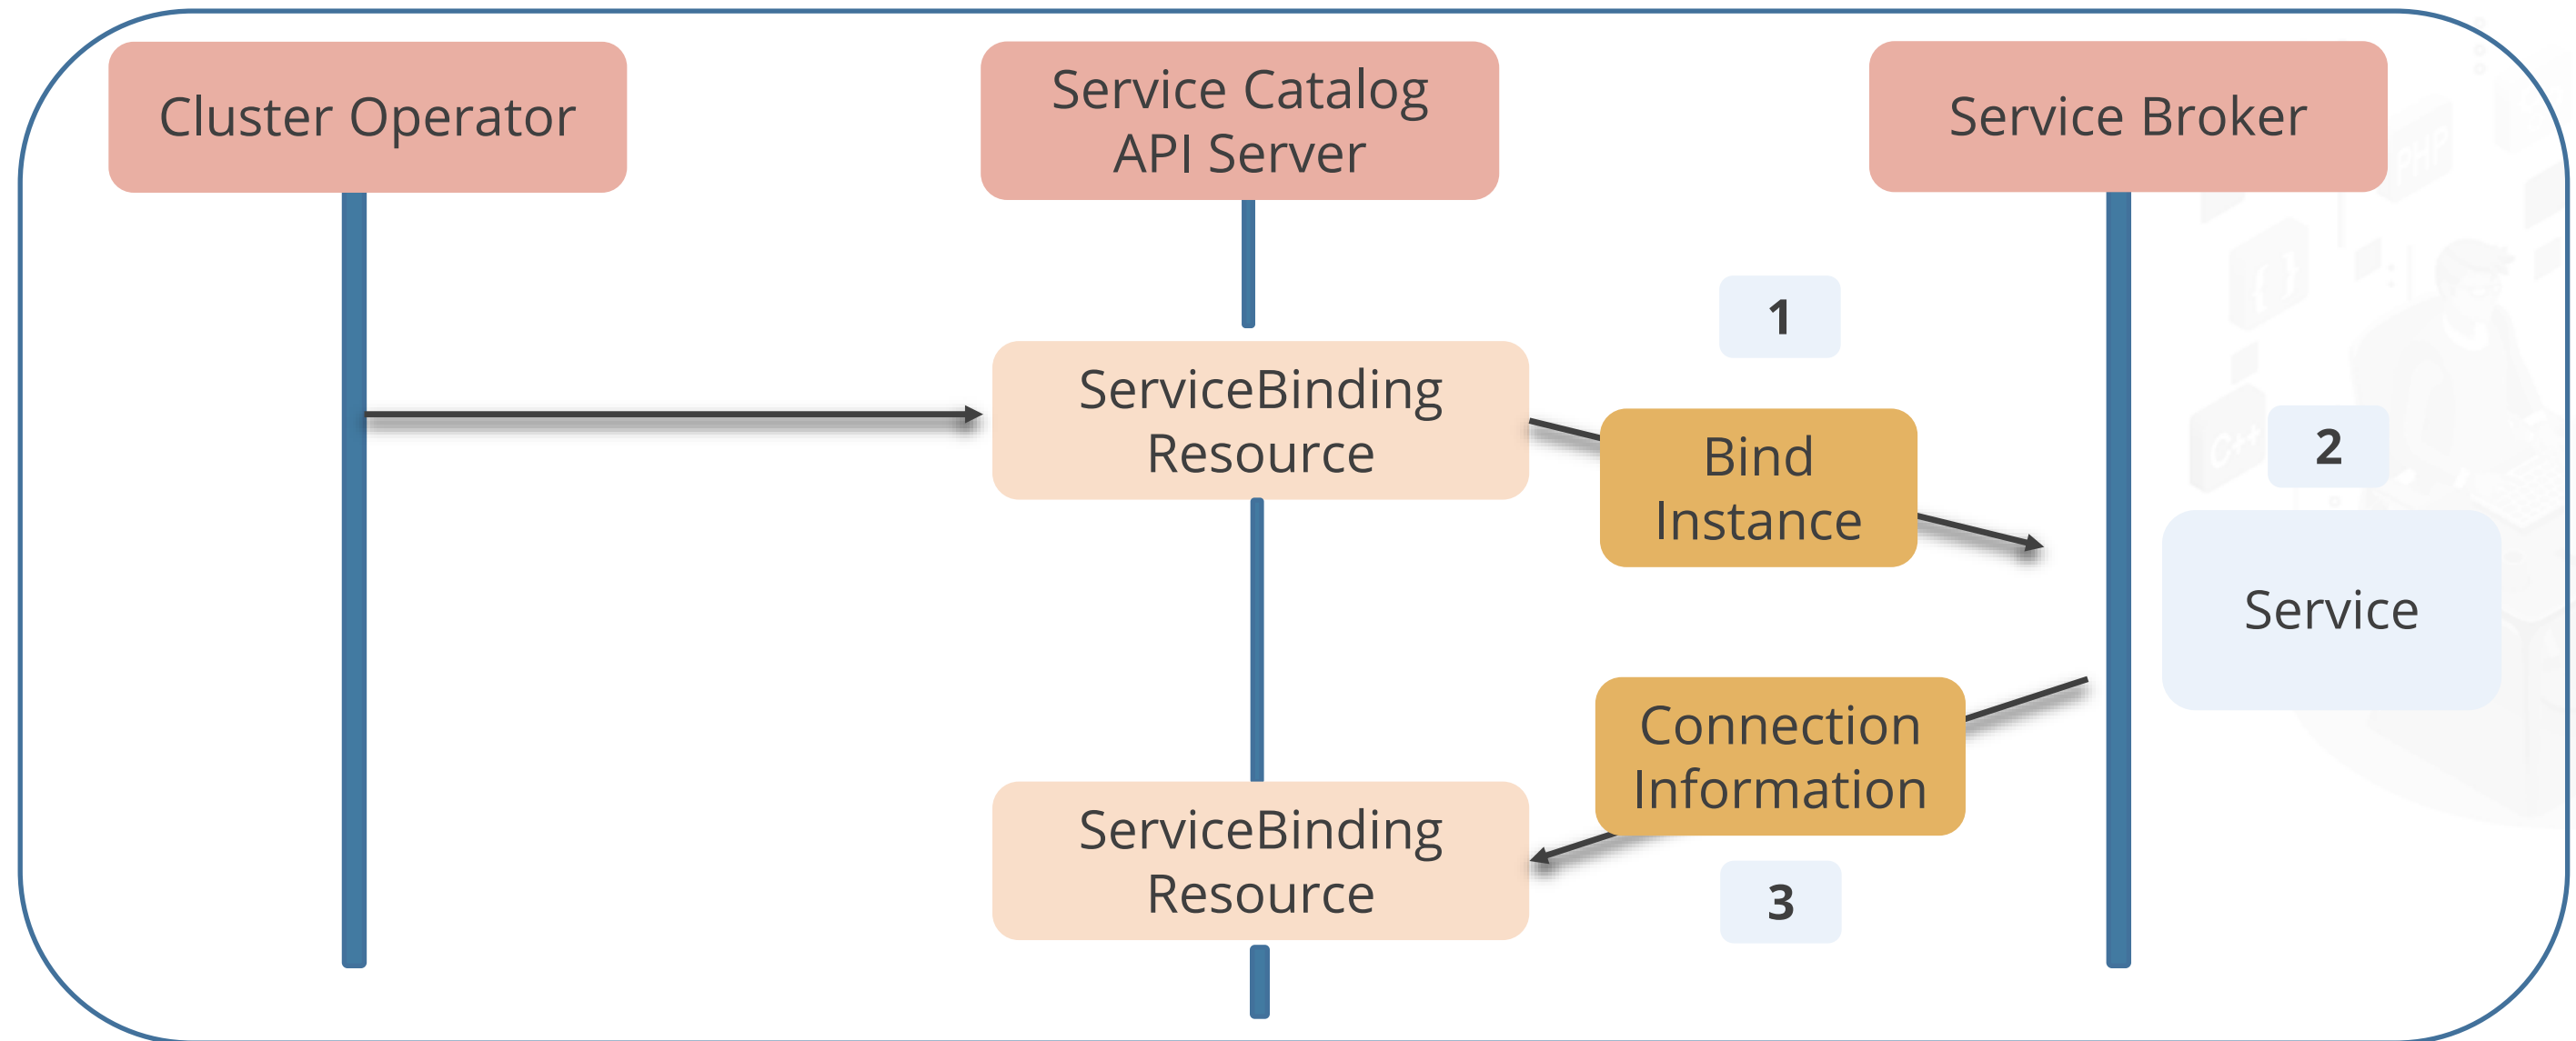 Cluster Operator
Service Catalog
API Server
Service Broker
1
ServiceBinding
Resource
Bind
Instance
2
Service
Connection
Information
ServiceBinding
Resource
3
PHP
{ }
C++